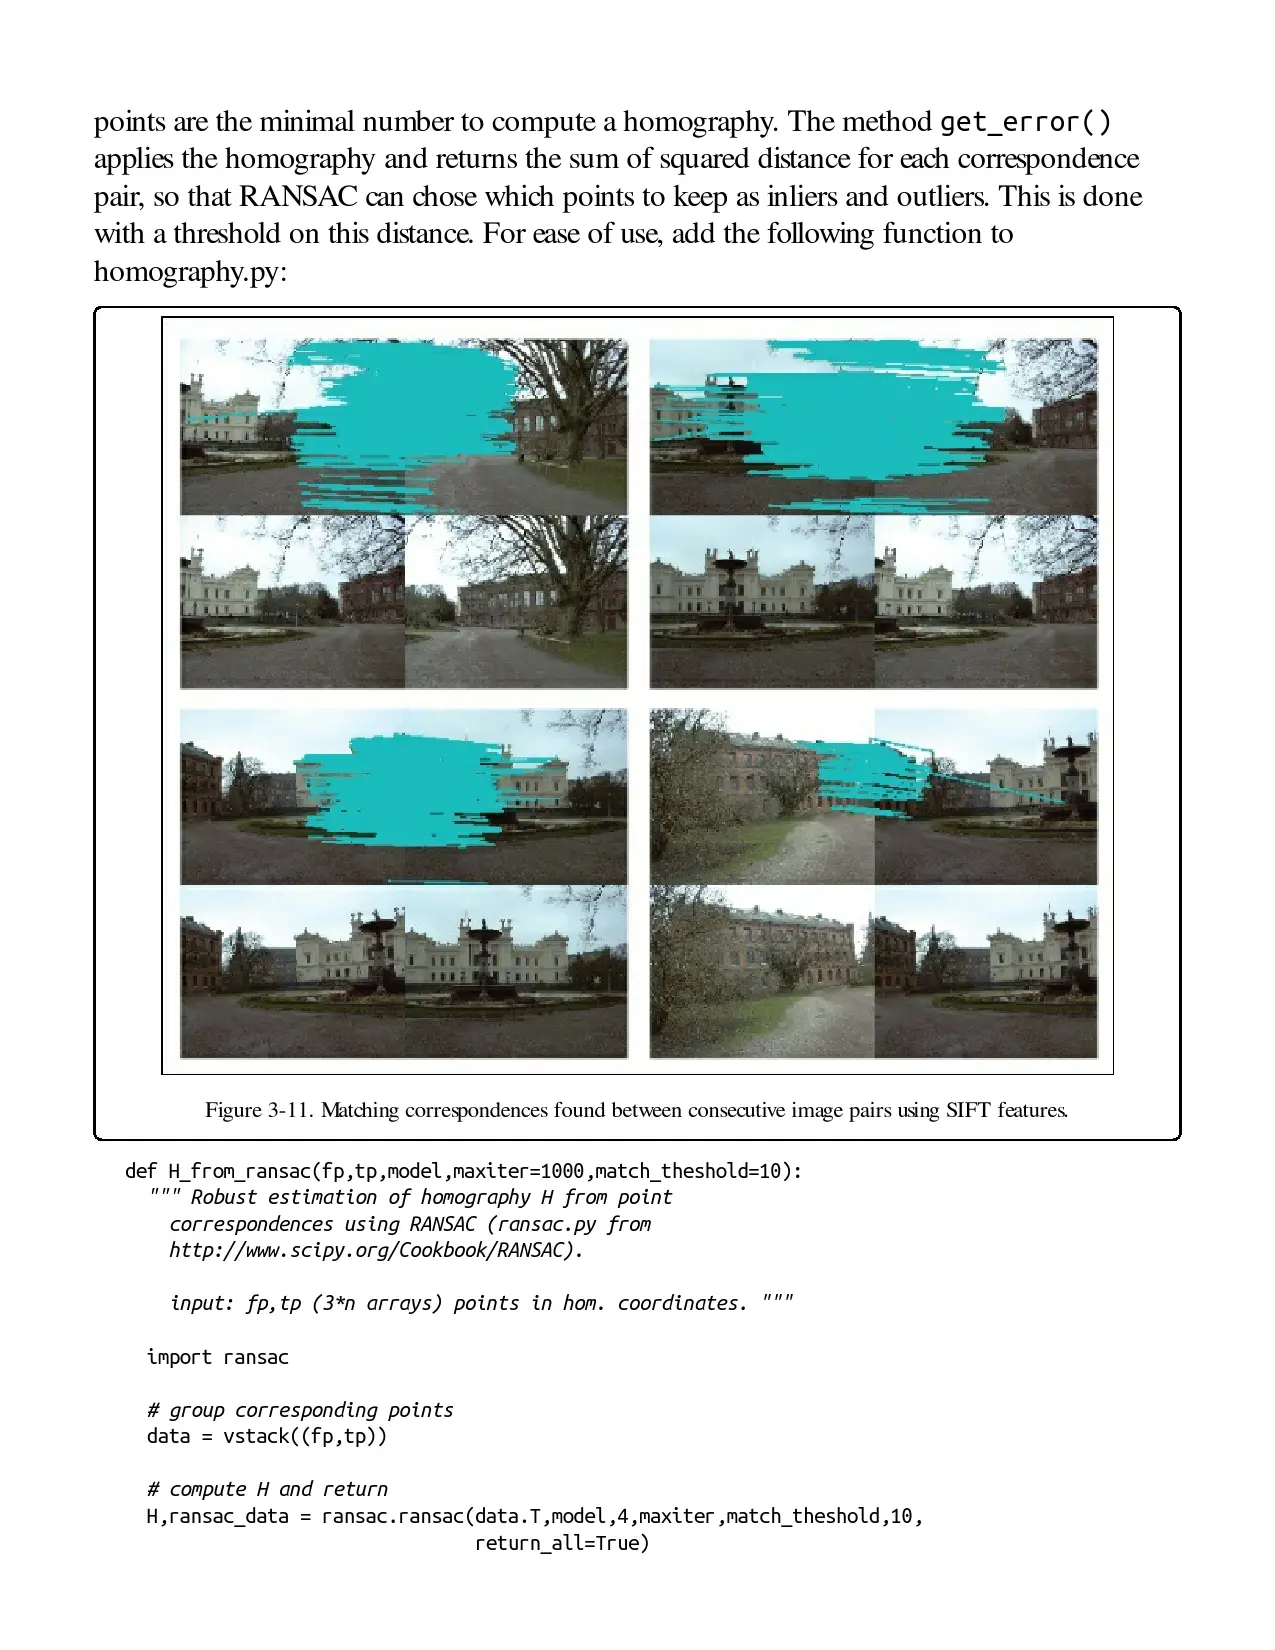 points are the minimal number to compute a homography. The method get_error()
applies the homography and returns the sum of squared distance for each correspondence
pair, so that RANSAC can chose which points to keep as inliers and outliers. This is done
with a threshold on this distance. For ease of use, add the following function to
homography.py:
Figure 3-11. Matching correspondences found between consecutive image pairs using SIFT features.
def H_from_ransac(fp,tp,model,maxiter=1000,match_theshold=10):
""" Robust estimation of homography H from point
correspondences using RANSAC (ransac.py from
http://www.scipy.org/Cookbook/RANSAC).
input: fp,tp (3*n arrays) points in hom. coordinates. """
import ransac
# group corresponding points
data = vstack((fp,tp))
# compute H and return
H,ransac_data = ransac.ransac(data.T,model,4,maxiter,match_theshold,10,
return_all=True)